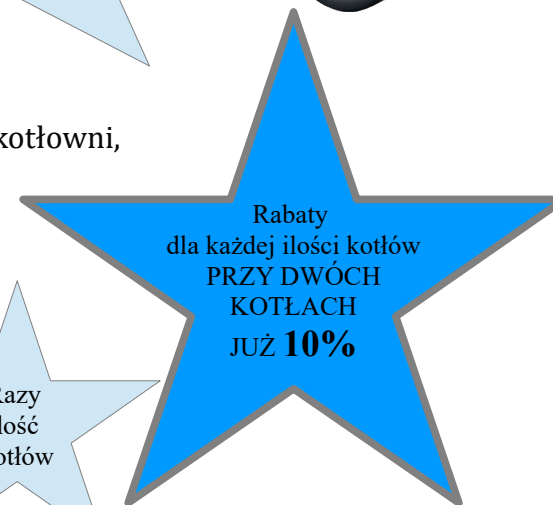 kotłowni,
Rabaty
dla każdej ilości kotłów
PRZY DWÓCH
KOTŁACH
JUŻ 10%